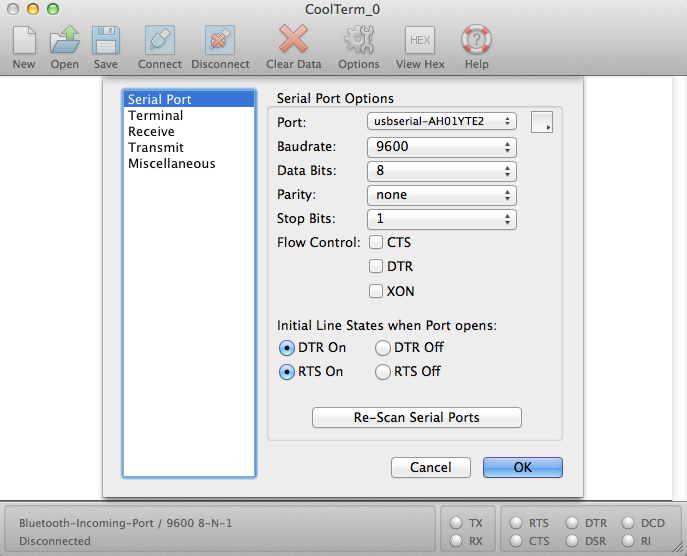 CoolTerm_0
New Open Save Connect Disconnect Clear Data Options HEX View Hex Help
Serial Port
Terminal
Receive
Transmit
Miscellaneous
Serial Port Options
Port: usbserial-AH01YTE2
Baudrate: 9600
Data Bits: 8
Parity: none
Stop Bits: 1
Flow Control: CTS
DTR
XON
Initial Line States when Port opens:
DTR On DTR Off
RTS On RTS Off
Re-Scan Serial Ports
Cancel OK
Bluetooth-Incoming-Port / 9600 8-N-1
Disconnected
TX RTS DTR DCD
RX CTS DSR RI